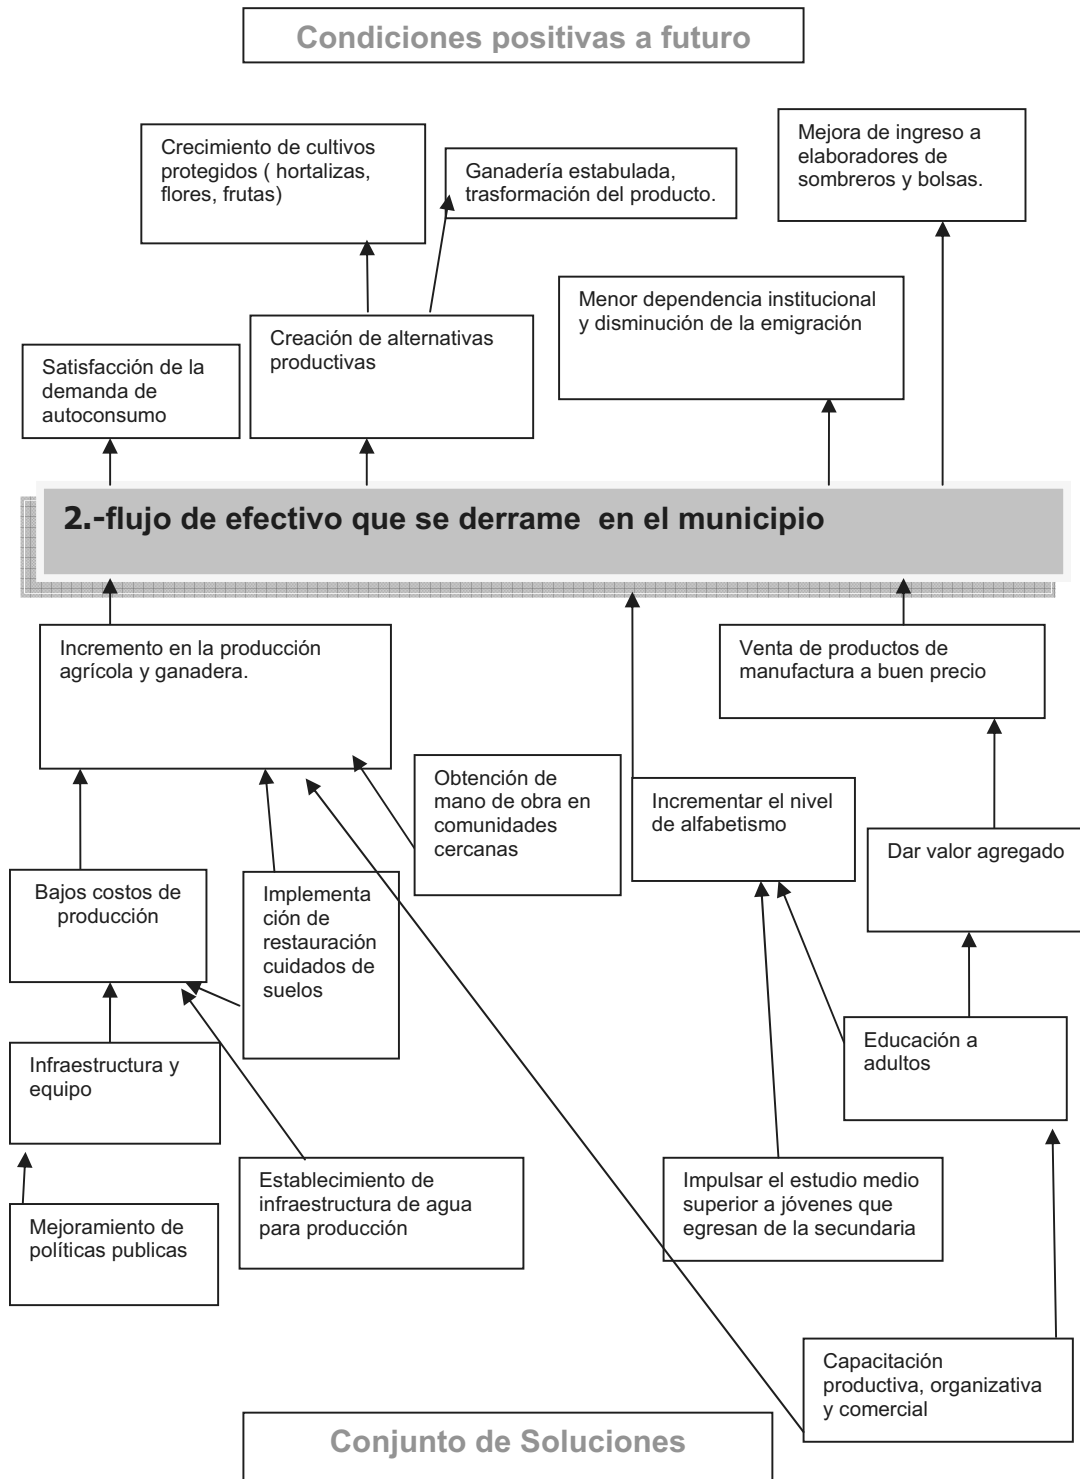 Condiciones positivas a futuro
Crecimiento de cultivos
protegidos ( hortalizas,
flores, frutas)
Ganadería estabulada,
trasformación del producto.
Mejora de ingreso a
elaboradores de
sombreros y bolsas.
Menor dependencia institucional
y disminución de la emigración
Creación de alternativas
productivas
Satisfacción de la
demanda de
autoconsumo
2.-flujo de efectivo que se derrame  en el municipio
Incremento en la producción
agrícola y ganadera.
Venta de productos de
manufactura a buen precio
Obtención de
mano de obra en
comunidades
cercanas
Incrementar el nivel
de alfabetismo
Dar valor agregado
Bajos costos de
producción
Implementa
ción de
restauración
cuidados de
suelos
Infraestructura y
equipo
Educación a
adultos
Establecimiento de
infraestructura de agua
para producción
Impulsar el estudio medio
superior a jóvenes que
egresan de la secundaria
Mejoramiento de
políticas publicas
Capacitación
productiva, organizativa
y comercial
Conjunto de Soluciones